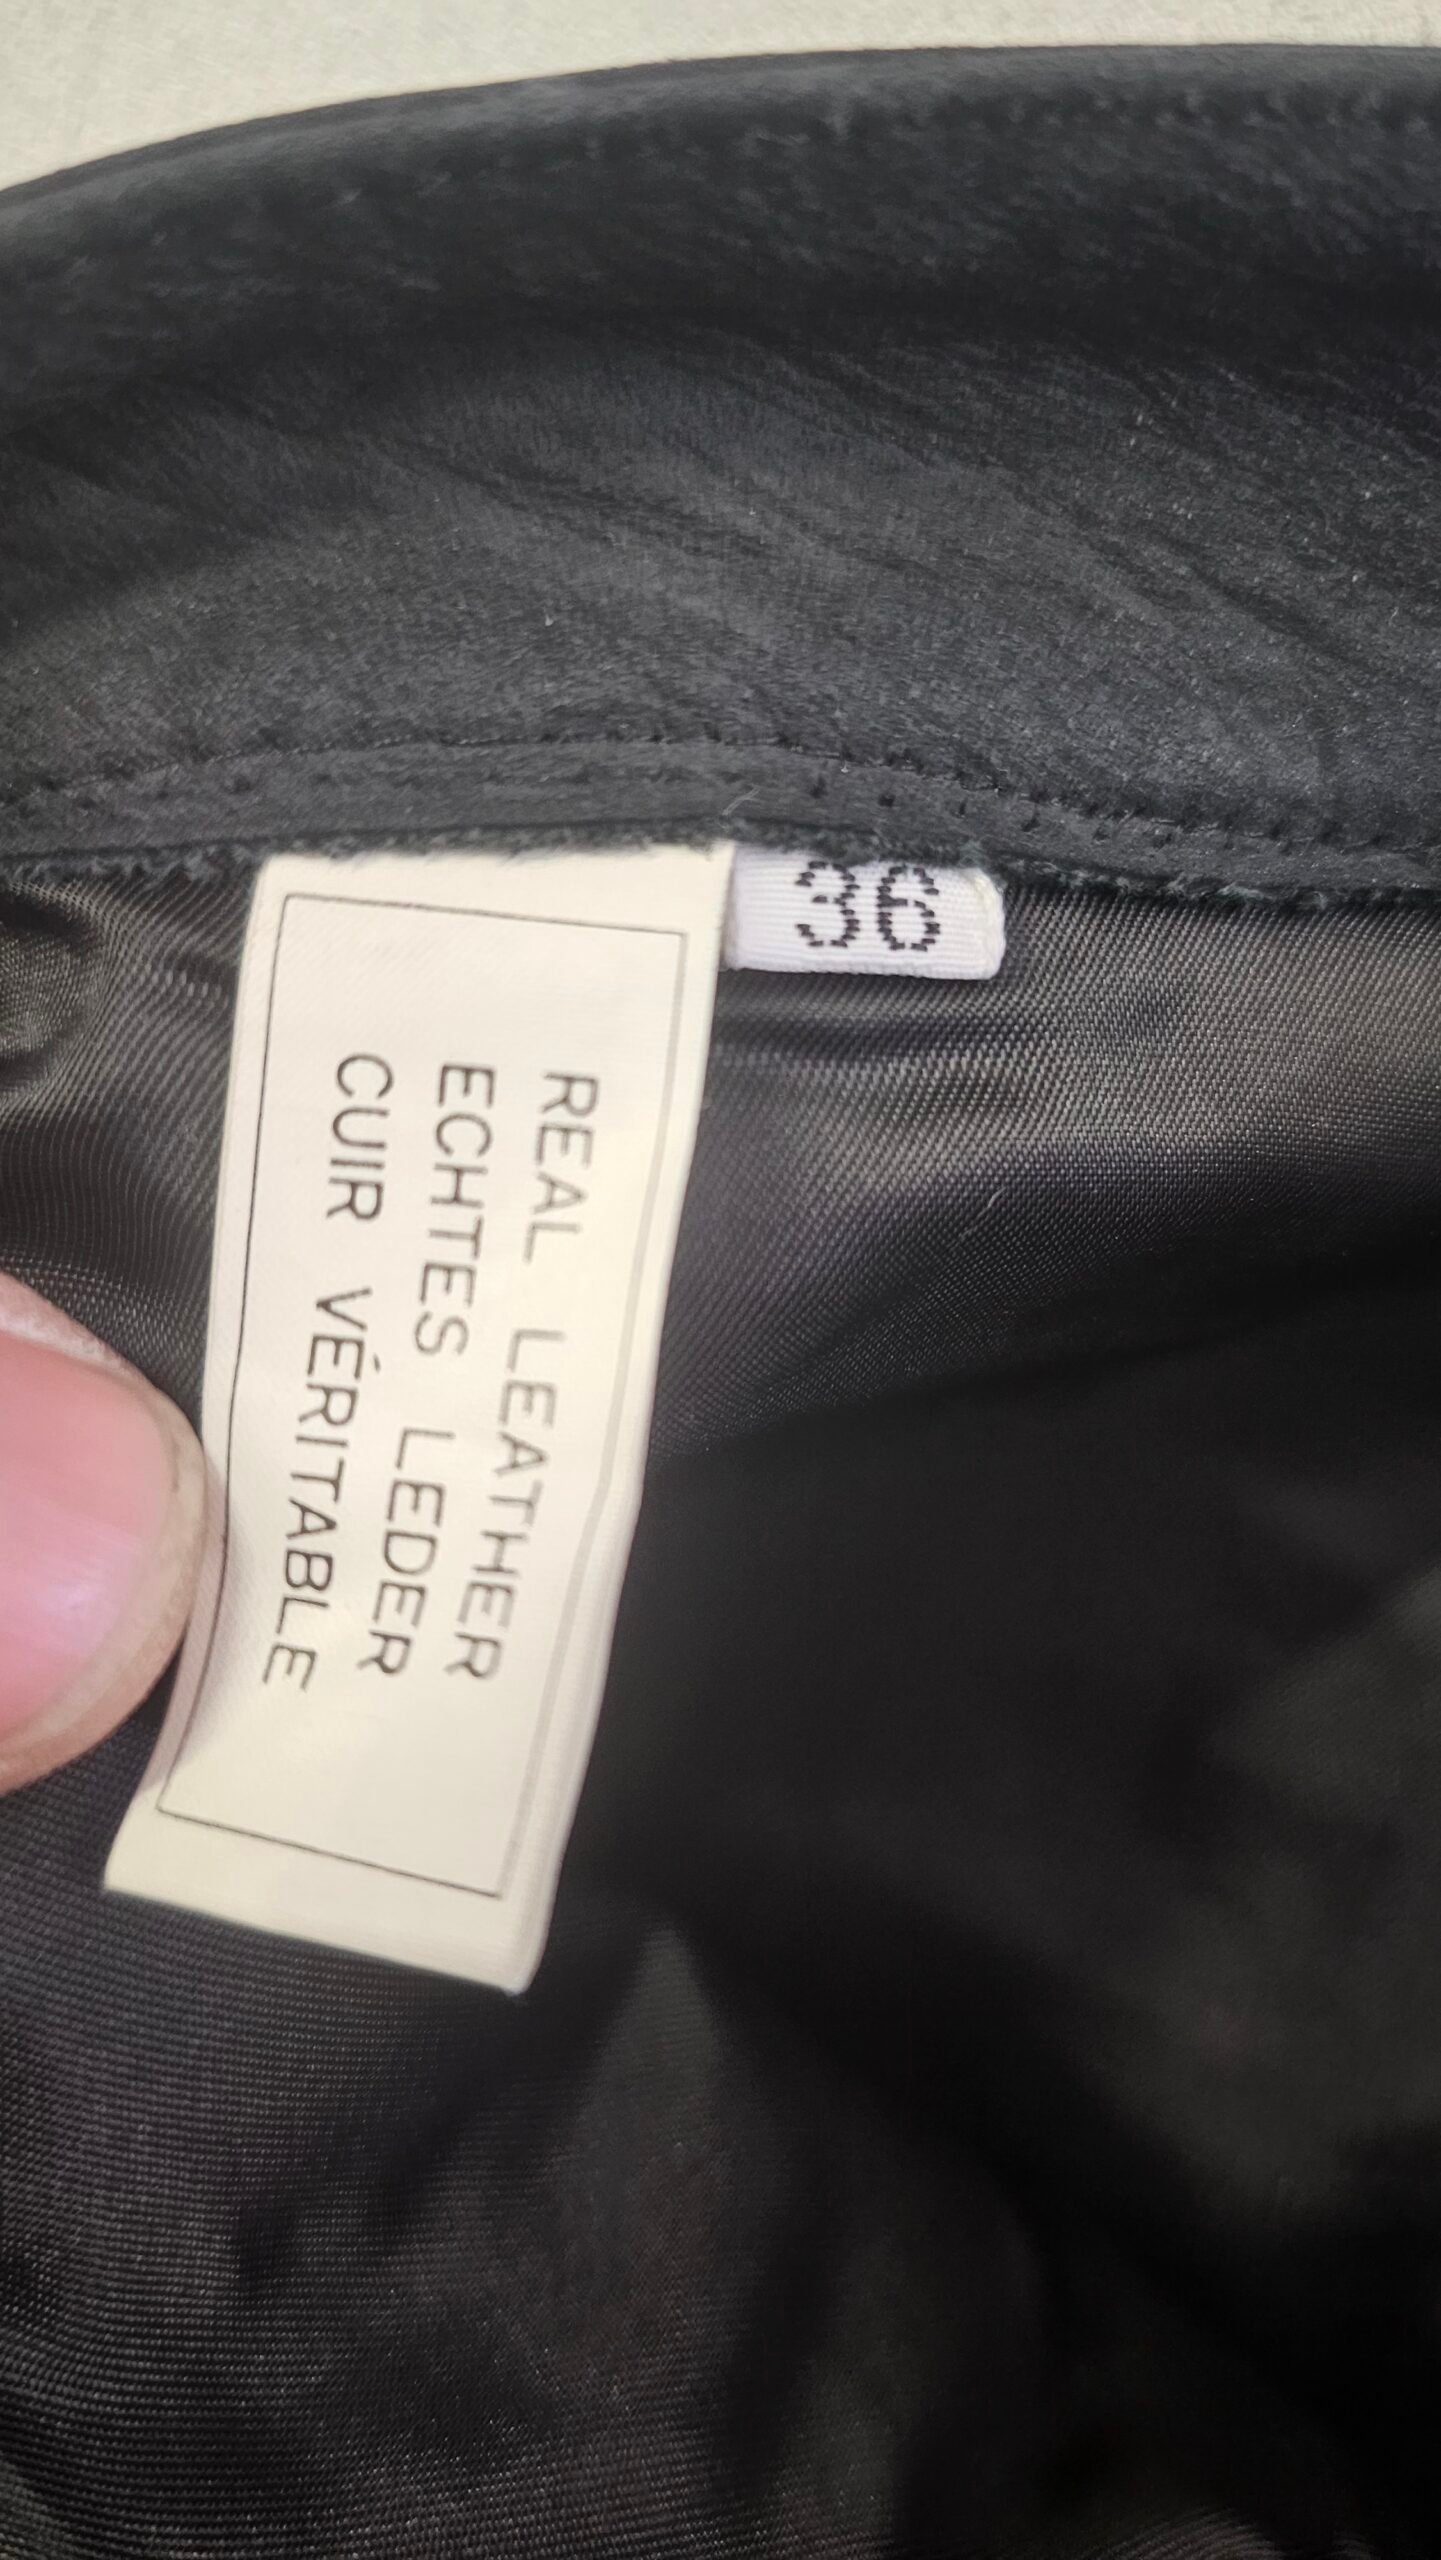 36
REAL LEATHER
ECHTES LEDER
CUIR VÉRITABLE